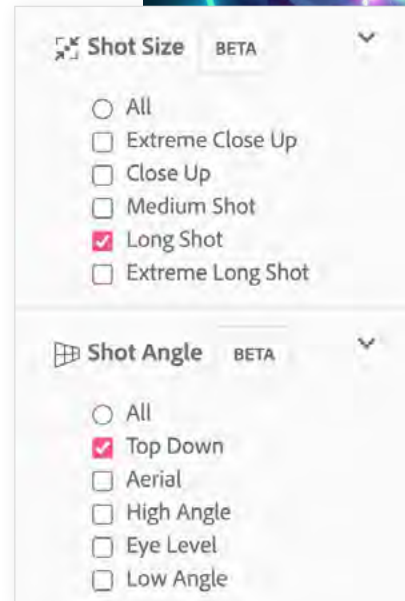 Shot Size BETA
All
Extreme Close Up
Close Up
Medium Shot
Long Shot
Extreme Long Shot
Shot Angle BETA
All
Top Down
Aerial
High Angle
Eye Level
Low Angle